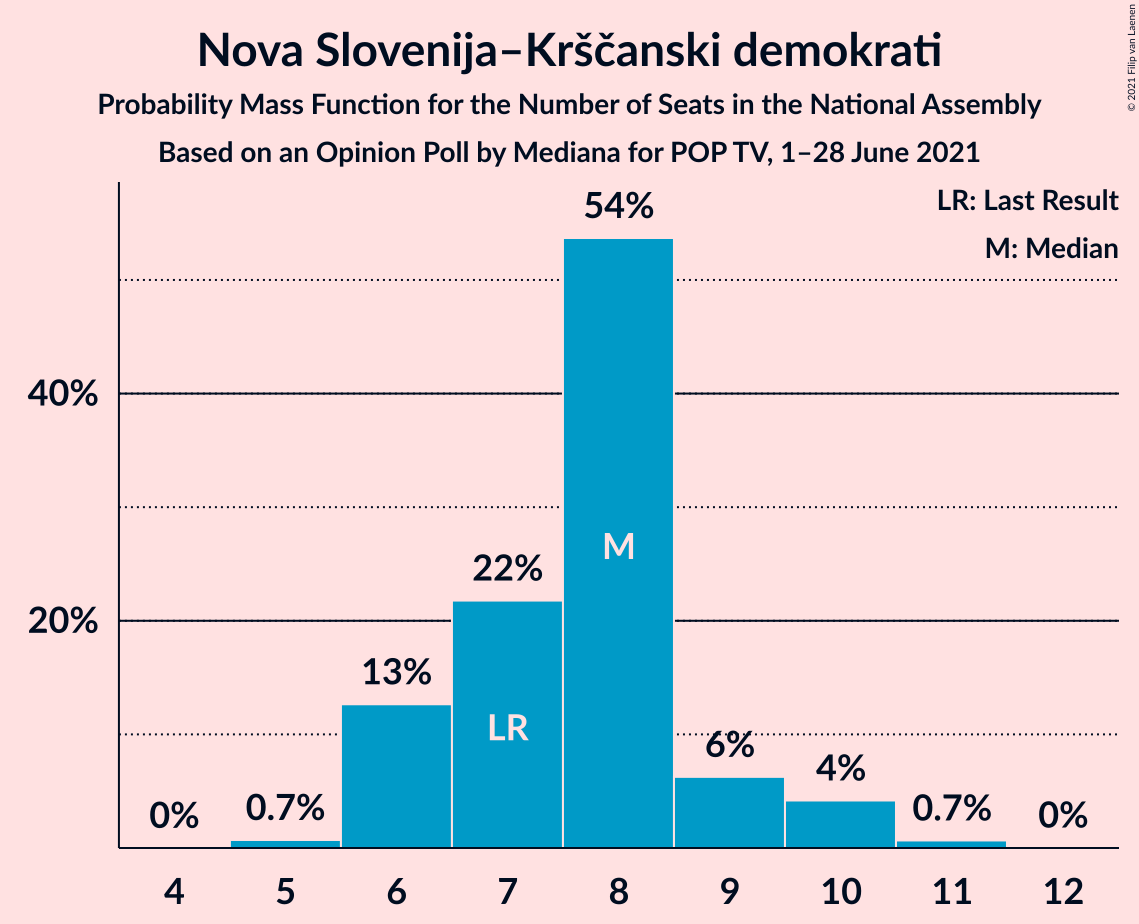 Nova Slovenija–Krščanski demokrati
Probability Mass Function for the Number of Seats in the National Assembly
Based on an Opinion Poll by Mediana for POP TV, 1–28 June 2021
© 2021 Filip van Laenen
LR: Last Result
M: Median
54%
40%
M
22%
20%
13%
LR
6%
4%
0%
0.7%
0.7%
0%
4 5 6 7 8 9 10 11 12